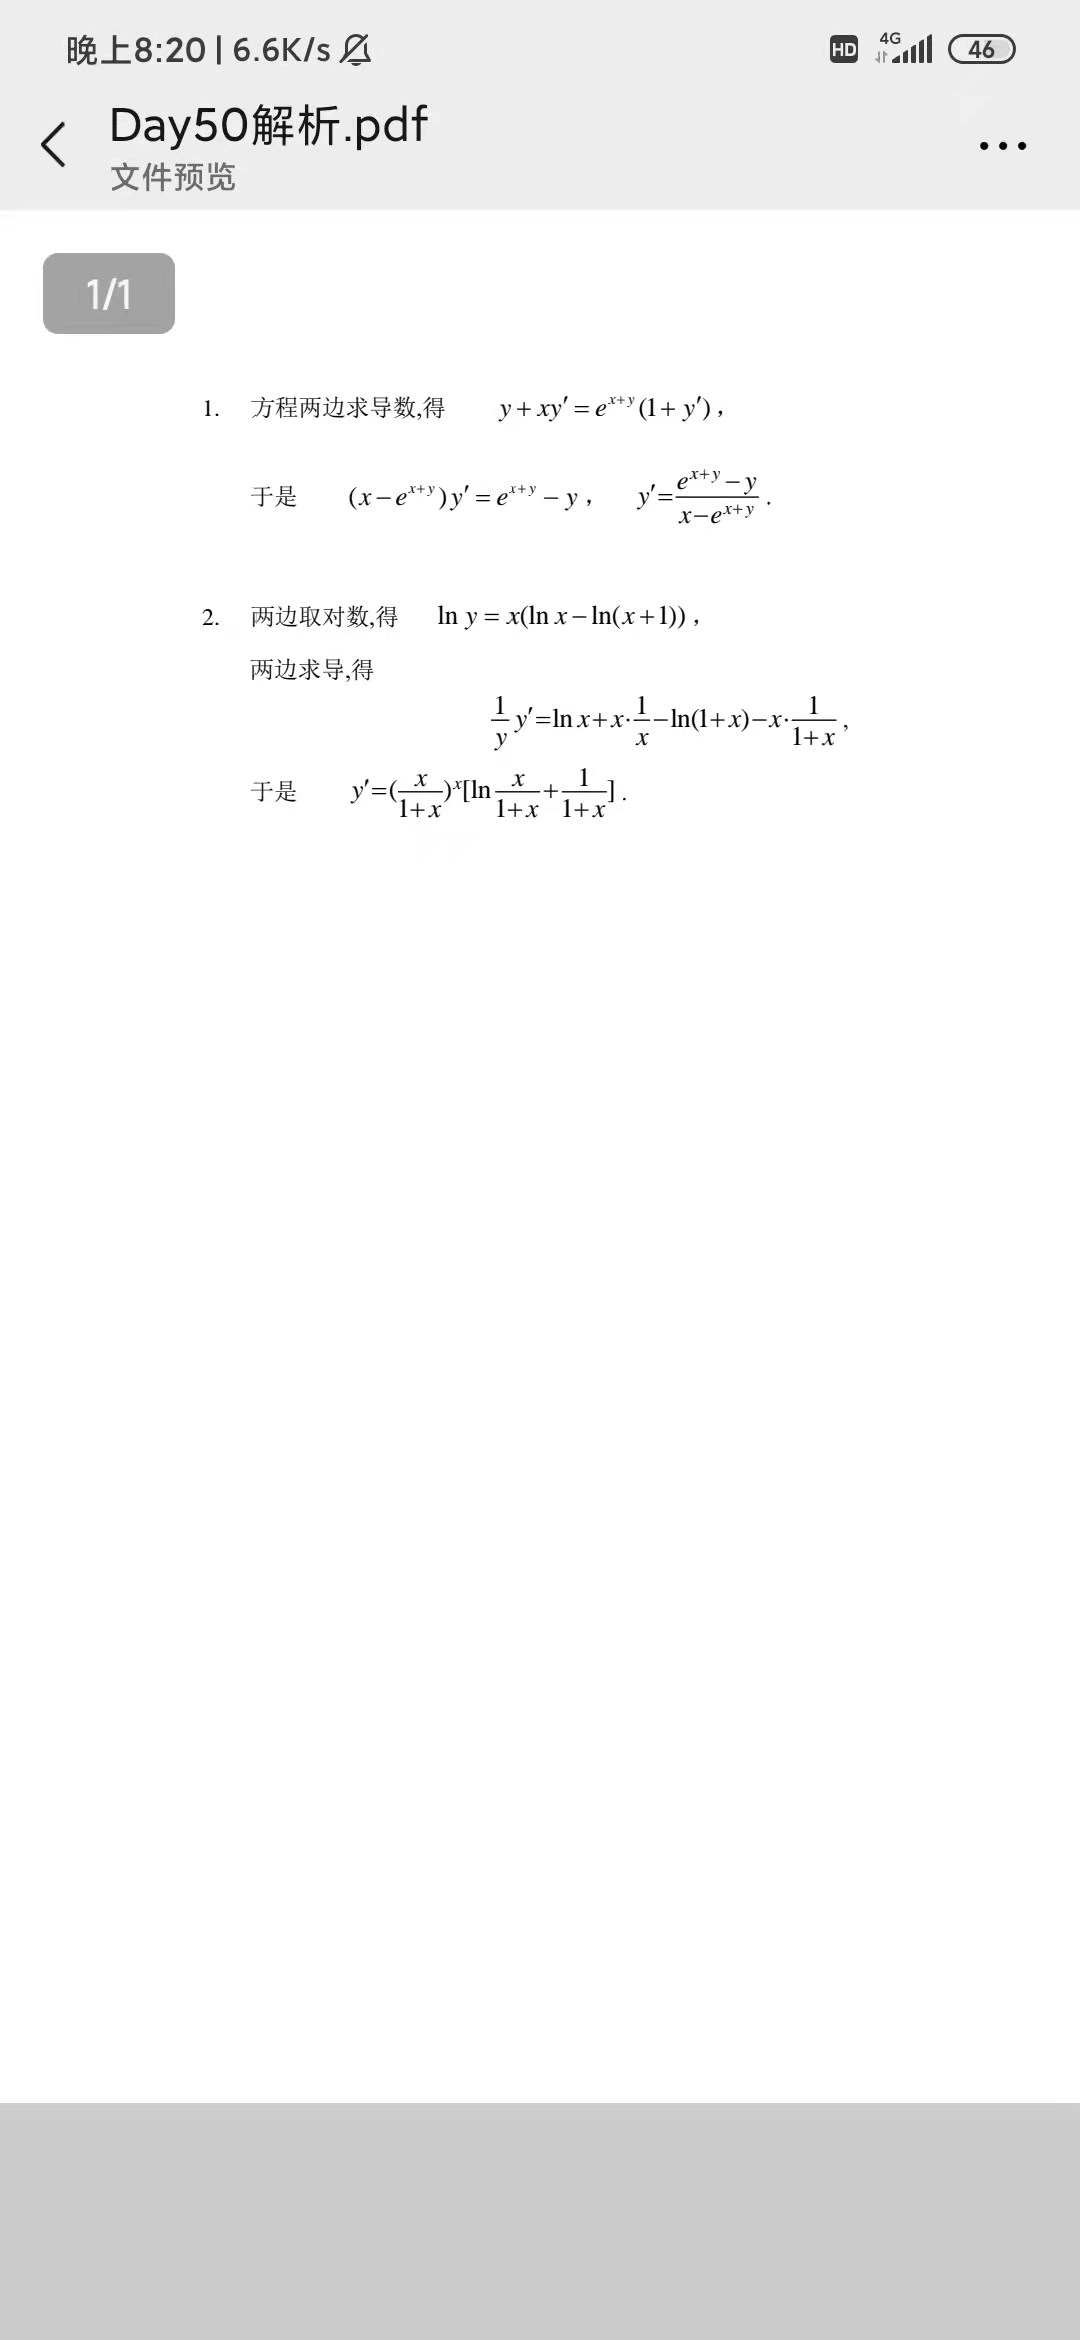 晚上8:20 | 6.6K/s HD 4G 46
Day50解析.pdf
文件预览
1/1
1. 方程两边求导数,得 y + xy′ = e^{x+y}(1 + y′)，
于是 (x − e^{x+y})y′ = e^{x+y} − y， y′ = \frac{e^{x+y} − y}{x − e^{x+y}}.
2. 两边取对数,得 ln y = x(ln x − ln(x+1))，
两边求导,得
\frac{1}{y} y′ = ln x + x·\frac{1}{x} − ln(1+x) − x·\frac{1}{1+x},
于是 y′ = (\frac{x}{1+x})^x [ln \frac{x}{1+x} + \frac{1}{1+x}].